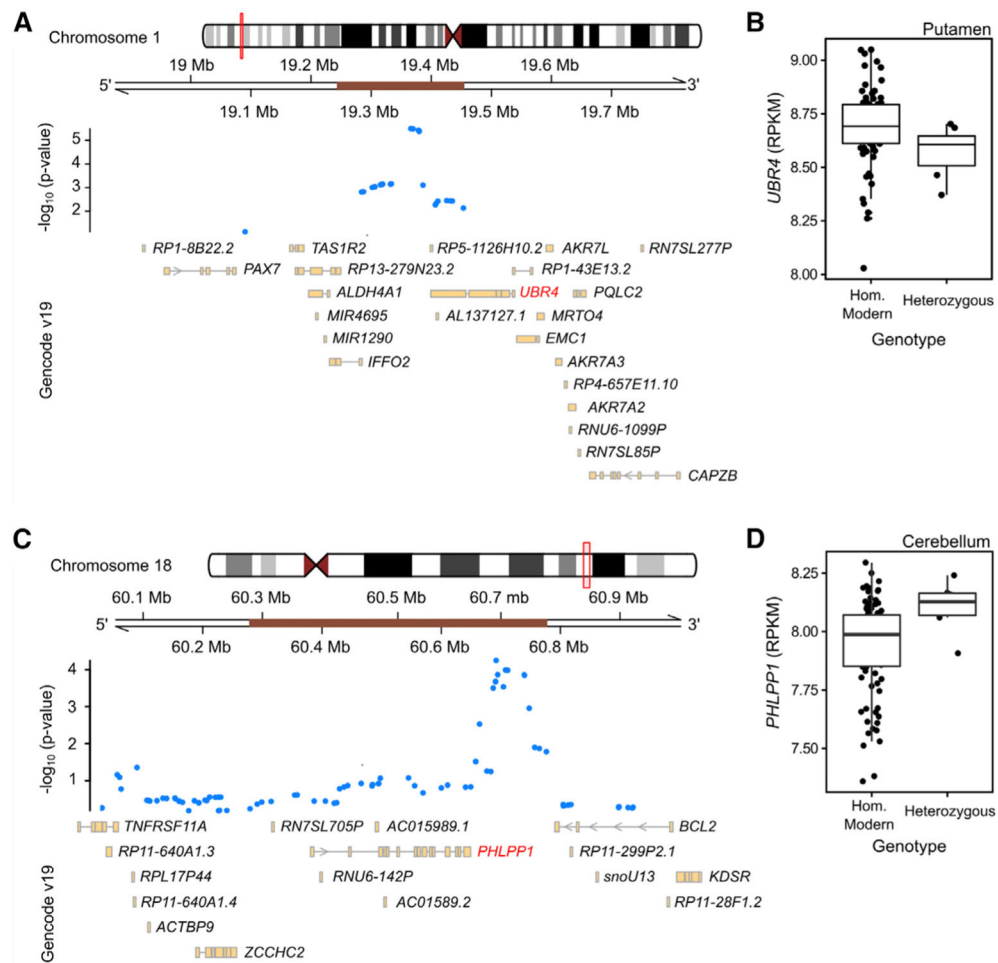 A
Chromosome 1
19 Mb 19.2 Mb 19.4 Mb 19.6 Mb
5' 3'
19.1 Mb 19.3 Mb 19.5 Mb 19.7 Mb
-log10 (p-value)
5
4
3
2
RP1-8B22.2 TAS1R2 RP5-1126H10.2 AKR7L RN7SL277P
PAX7 RP13-279N23.2 RP1-43E13.2
ALDH4A1 UBR4 PQLC2
MIR4695 AL137127.1 MRTO4
MIR1290 EMC1
IFFO2 AKR7A3
RP4-657E11.10
AKR7A2
RNU6-1099P
RN7SL85P
CAPZB
Gencode v19
B
Putamen
UBR4 (RPKM)
9.00
8.75
8.50
8.25
8.00
Hom. Modern Heterozygous
Genotype
C
Chromosome 18
60.1 Mb 60.3 Mb 60.5 Mb 60.7 Mb 60.9 Mb
5' 3'
60.2 Mb 60.4 Mb 60.6 Mb 60.8 Mb
-log10 (p-value)
4
3
2
1
TNFRSF11A RN7SL705P AC015989.1 BCL2
RP11-640A1.3 PHLPP1 RP11-299P2.1
RPL17P44 RNU6-142P snoU13 KDSR
RP11-640A1.4 AC01589.2 RP11-28F1.2
ACTBP9
ZCCHC2
Gencode v19
D
Cerebellum
PHLPP1 (RPKM)
8.25
8.00
7.75
7.50
Hom. Modern Heterozygous
Genotype